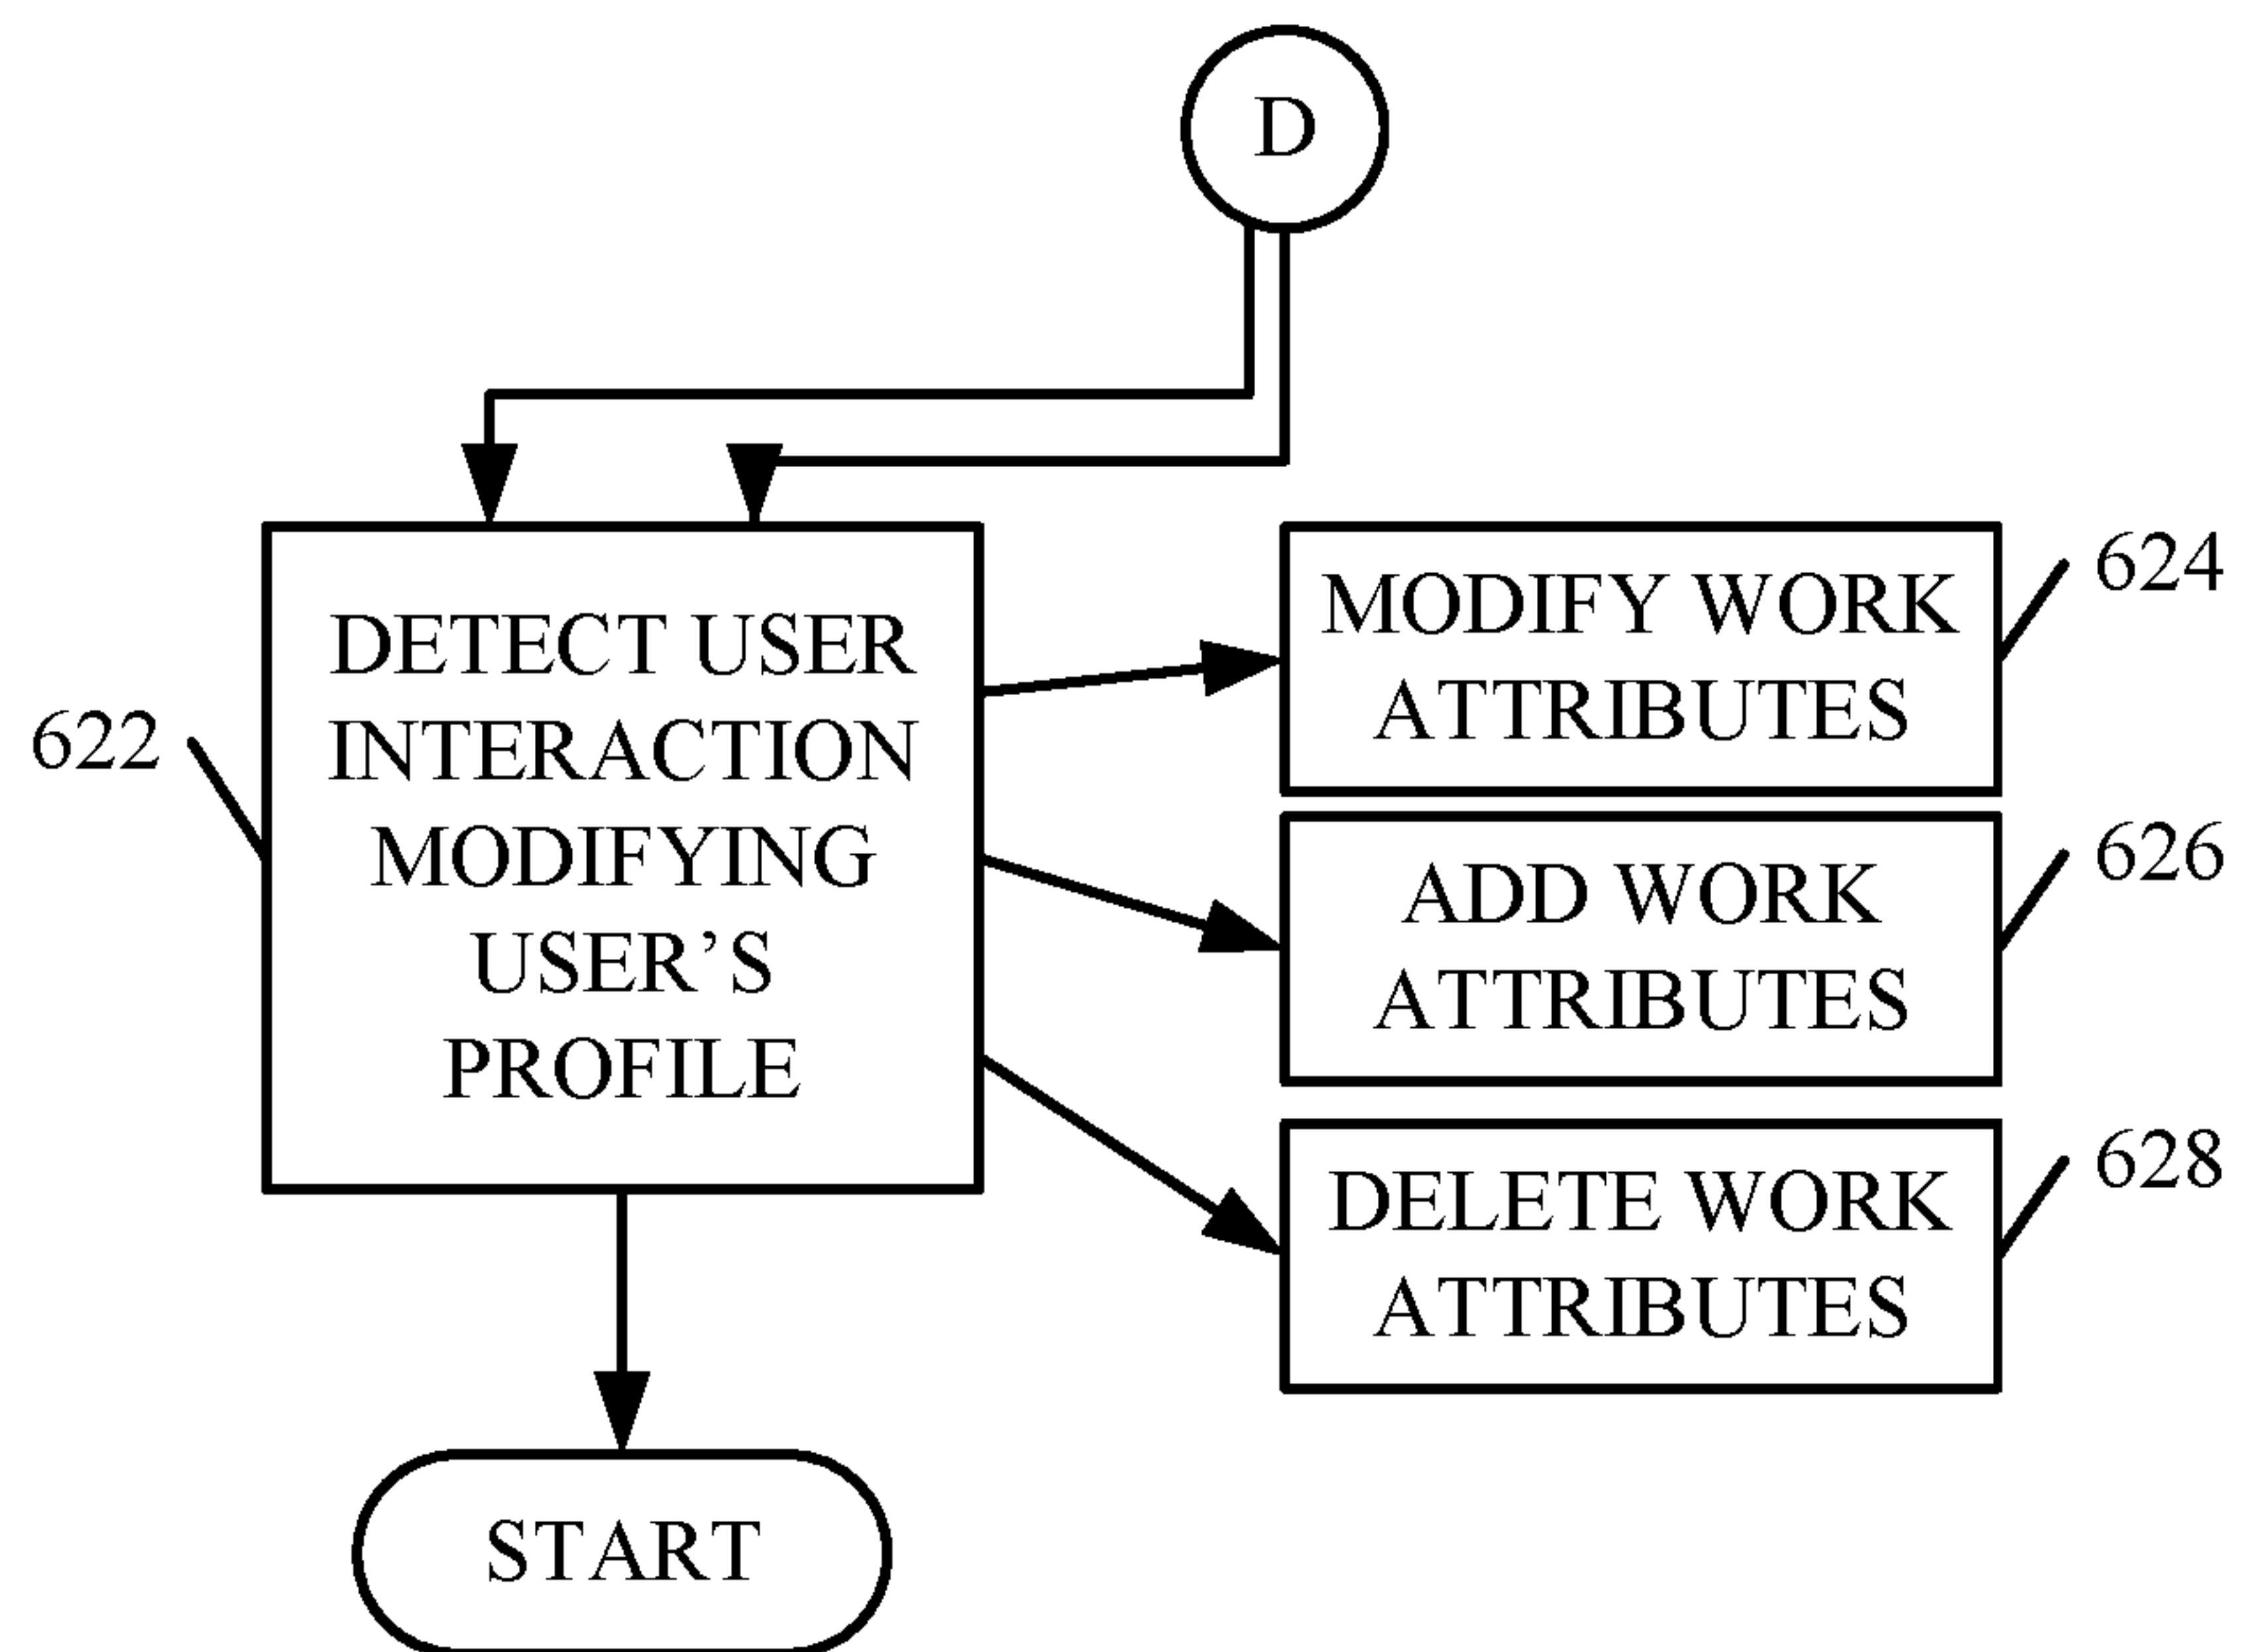 D
DETECT USER
INTERACTION
MODIFYING
USER’S
PROFILE
622
MODIFY WORK
ATTRIBUTES
624
ADD WORK
ATTRIBUTES
626
DELETE WORK
ATTRIBUTES
628
START